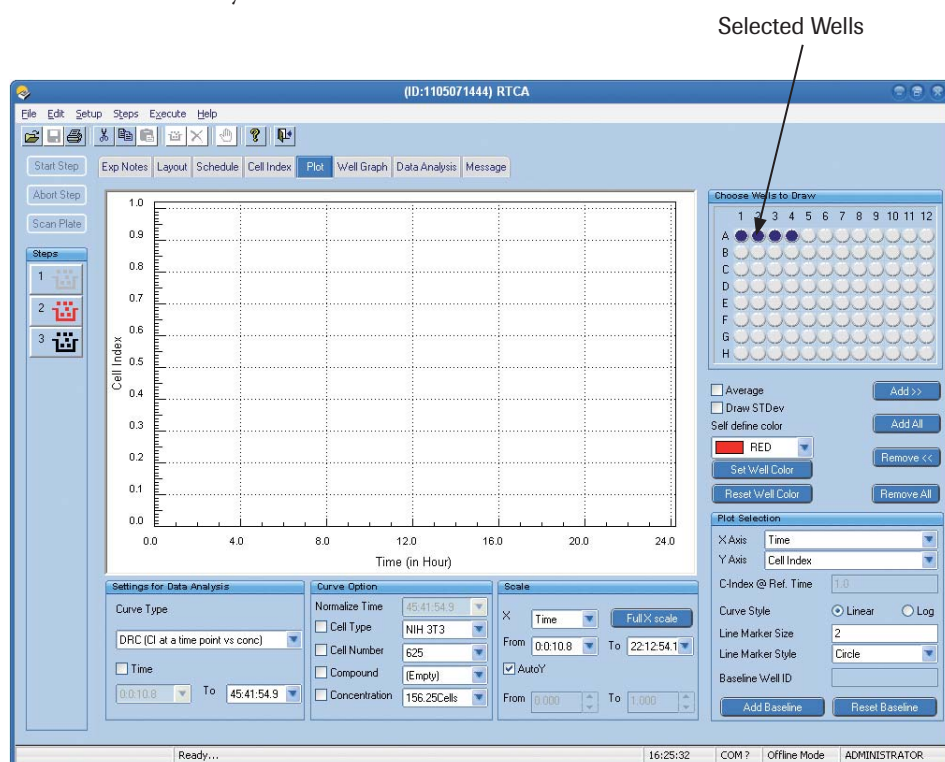 Selected Wells
(ID:1105071444) RTCA
File Edit Setup Steps Execute Help
Start Step
Abort Step
Scan Plate
Steps
1
2
3
Exp Notes Layout Schedule Cell Index Plot Well Graph Data Analysis Message
1.0
0.9
0.8
0.7
0.6
0.5
0.4
0.3
0.2
0.1
0.0
Cell Index
0.0 4.0 8.0 12.0 16.0 20.0 24.0
Time (in Hour)
Choose Wells to Draw
1 2 3 4 5 6 7 8 9 10 11 12
A
B
C
D
E
F
G
H
Average
Draw STDev
Self define color
RED
Set Well Color
Reset Well Color
Add >>
Add All
Remove <<
Remove All
Plot Selection
X Axis Time
Y Axis Cell Index
C-Index @ Ref. Time 1.0
Curve Style Linear Log
Line Marker Size 2
Line Marker Style Circle
Baseline Well ID
Add Baseline Reset Baseline
Settings for Data Analysis
Curve Type
DRC (CI at a time point vs conc)
Time
0:0:10.8 To 45:41:54.9
Curve Option
Normalize Time 45:41:54.9
Cell Type NIH 3T3
Cell Number 625
Compound (Empty)
Concentration 156.25Cells
Scale
X Time Full X scale
From 0:0:10.8 To 22:12:54.1
AutoY
From 0.000 To 1.000
Ready... 16:25:32 COM ? Offline Mode ADMINISTRATOR